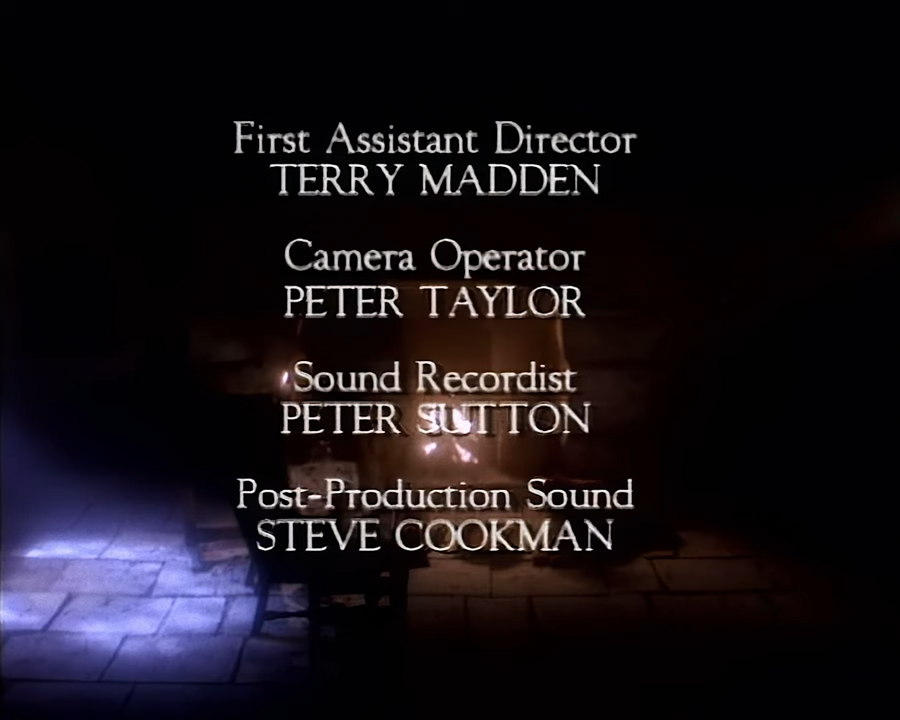 First Assistant Director
TERRY MADDEN
Camera Operator
PETER TAYLOR
Sound Recordist
PETER SUTTON
Post-Production Sound
STEVE COOKMAN